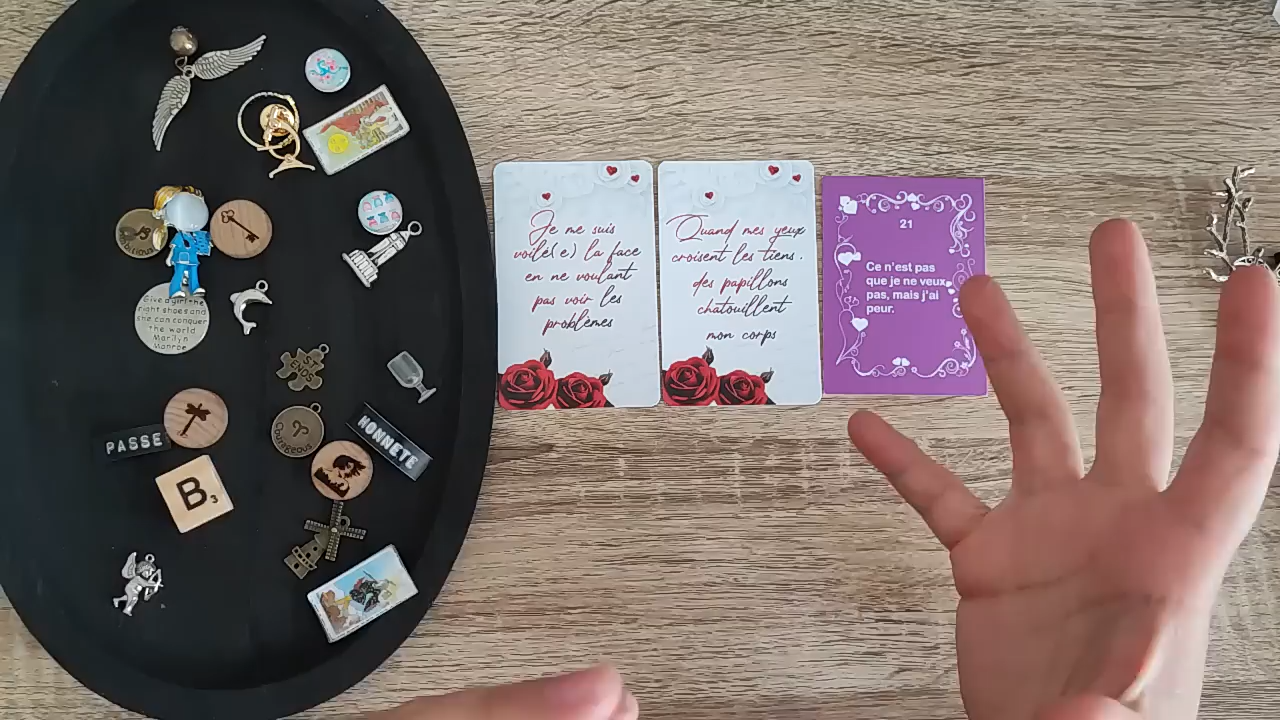 Je me suis
voilé(e) la face
en ne voulant
pas voir les
problèmes
Quand mes yeux
croisent les tiens,
des papillons
chatouillent
mon corps
21
Ce n'est pas
que je ne veux
pas, mais j'ai
peur.
Give a girl the
right shoes and
she can conquer
the world
Marilyn
Monroe
Courageous
PASSE
HONNETE
B3